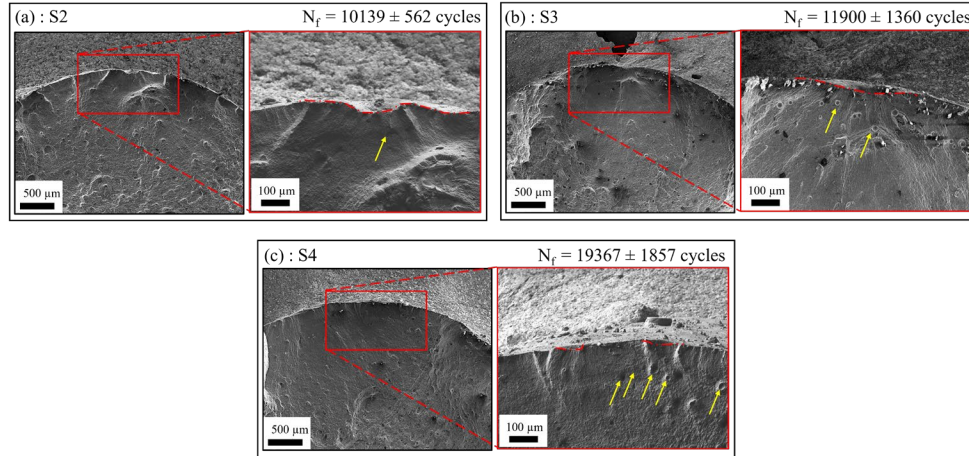 (a) : S2 N_f = 10139 ± 562 cycles
500 µm
100 µm
(b) : S3 N_f = 11900 ± 1360 cycles
500 µm
100 µm
(c) : S4 N_f = 19367 ± 1857 cycles
500 µm
100 µm